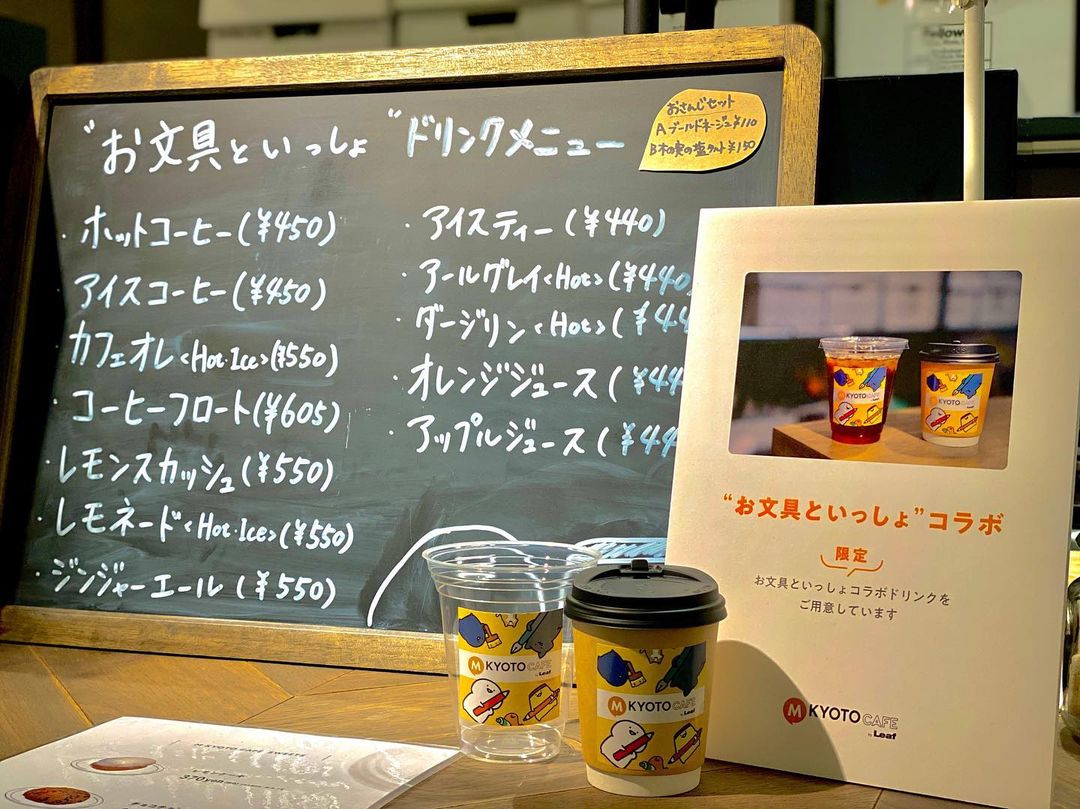 "お文具といっしょ"ドリンクメニュー
おさんじセット
Aブールドネージュ¥110
B木の実の塩タルト¥150
・ホットコーヒー(¥450)
アイスコーヒー(¥450)
カフェオレ<Hot・Ice>(¥550)
・コーヒーフロート(¥605)
・レモンスカッシュ(¥550)
・レモネード<Hot・Ice>(¥550)
・ジンジャーエール(¥550)
・アイスティー(¥440)
・アールグレイ<Hot>(¥440
・ダージリン<Hot>(¥44
・オレンジジュース(¥44
・アップルジュース(¥44
M KYOTO CAFE
by Leaf
M KYOTO CAFE
by Leaf
KYOTO CAFE
KYOTO CAFE
"お文具といっしょ"コラボ
限定
お文具といっしょコラボドリンクを
ご用意しています
M KYOTO CAFE
by Leaf
KYOTO CAFE SWEETS
370yen